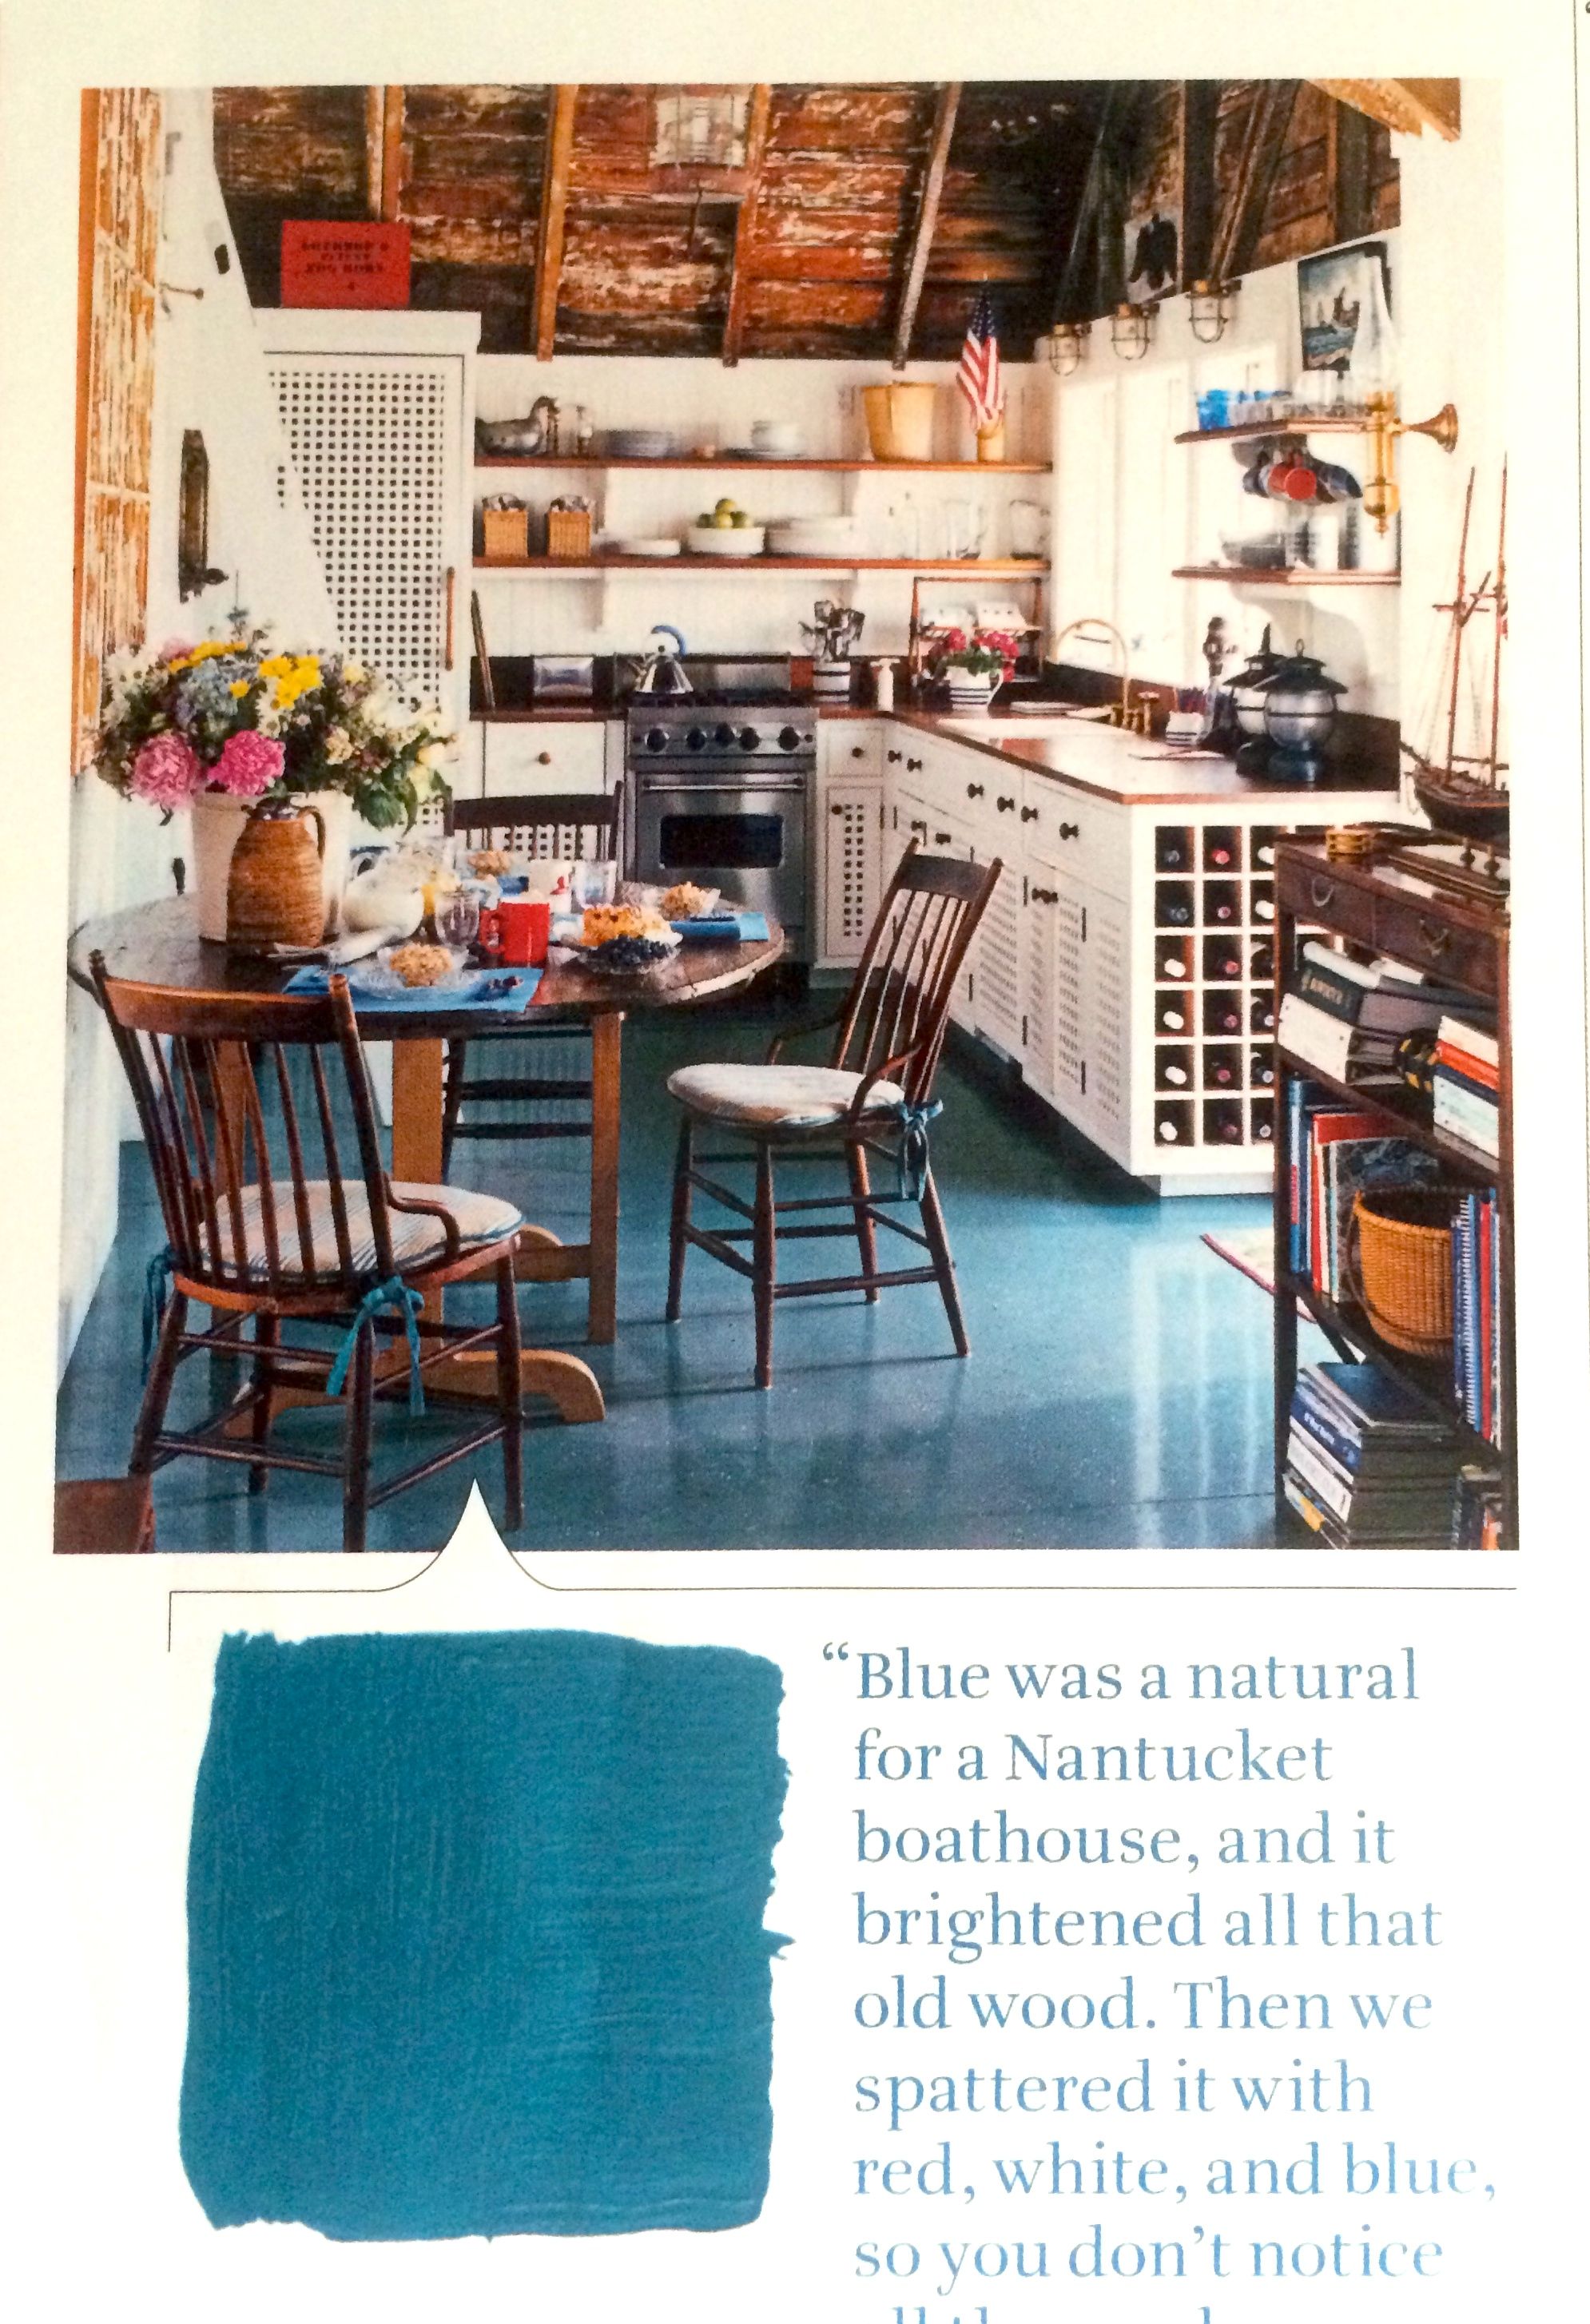 “Blue was a natural
for a Nantucket
boathouse, and it
brightened all that
old wood. Then we
spattered it with
red, white, and blue,
so you don’t notice